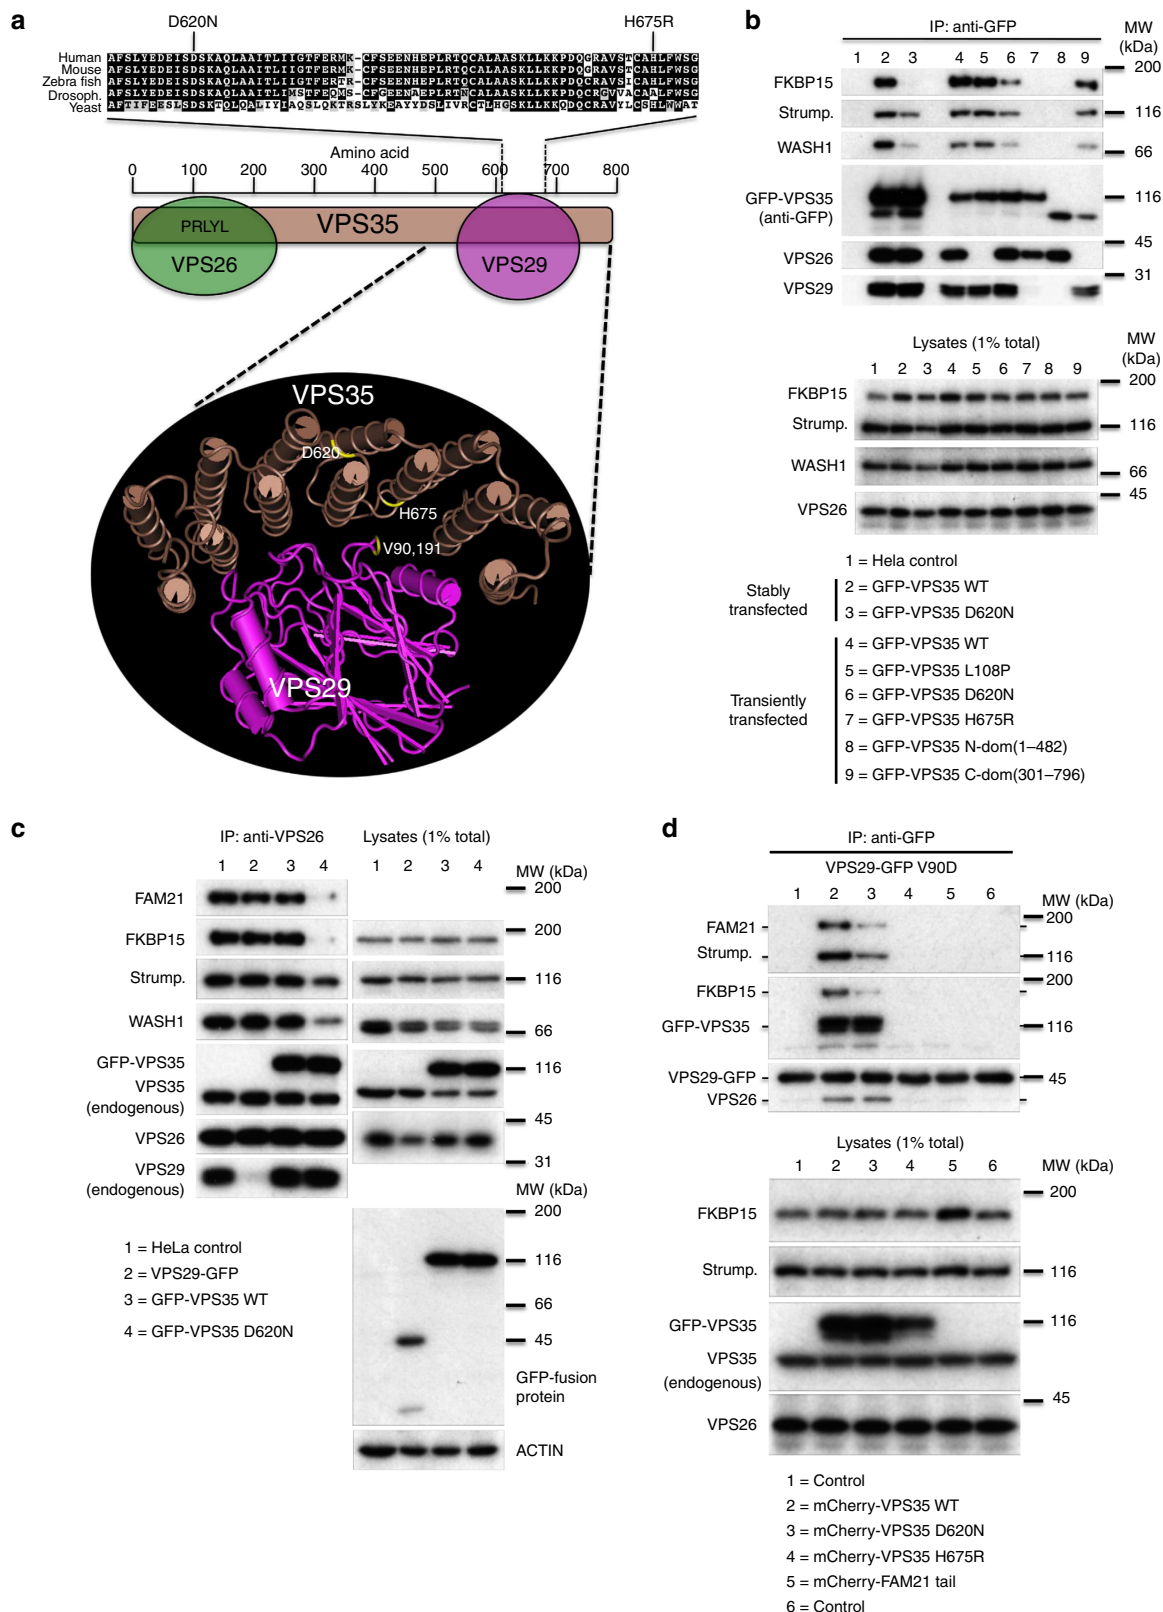 a
D620N
H675R
Human AFSLYEDEISDSKAQLAAITLIIGTFERMK-CFSEENHEPLRTQCALAASKLLKKPDQGRAVSTCAHLFWSG
Mouse AFSLYEDEISDSKAQLAAITLIIGTFERMK-CFSEENHEPLRTQCALAASKLLKKPDQGRAVSTCAHLFWSG
Zebra fish
Drosoph.
Yeast
Amino acid
0 100 200 300 400 500 600 700 800
PRLYL
VPS35
VPS26
VPS29
VPS35
D620
H675
V90,191
VPS29
b
IP: anti-GFP
MW
(kDa)
1 2 3 4 5 6 7 8 9
200
FKBP15
Strump.
116
WASH1
66
GFP-VPS35
(anti-GFP)
116
45
VPS26
31
VPS29
Lysates (1% total)
MW
(kDa)
1 2 3 4 5 6 7 8 9
200
FKBP15
Strump.
116
WASH1
66
45
VPS26
1 = Hela control
Stably
transfected
2 = GFP-VPS35 WT
3 = GFP-VPS35 D620N
Transiently
transfected
4 = GFP-VPS35 WT
5 = GFP-VPS35 L108P
6 = GFP-VPS35 D620N
7 = GFP-VPS35 H675R
8 = GFP-VPS35 N-dom(1–482)
9 = GFP-VPS35 C-dom(301–796)
c
IP: anti-VPS26
Lysates (1% total)
1 2 3 4
1 2 3 4
MW (kDa)
200
FAM21
200
FKBP15
Strump.
116
WASH1
66
GFP-VPS35
116
VPS35
(endogenous)
45
VPS26
31
VPS29
(endogenous)
MW (kDa)
200
116
66
45
GFP-fusion
protein
ACTIN
1 = HeLa control
2 = VPS29-GFP
3 = GFP-VPS35 WT
4 = GFP-VPS35 D620N
d
IP: anti-GFP
VPS29-GFP V90D
1 2 3 4 5 6
MW (kDa)
200
FAM21
Strump.
116
200
FKBP15
GFP-VPS35
116
VPS29-GFP
45
VPS26
Lysates (1% total)
1 2 3 4 5 6
MW (kDa)
200
FKBP15
Strump.
116
GFP-VPS35
116
VPS35
(endogenous)
45
VPS26
1 = Control
2 = mCherry-VPS35 WT
3 = mCherry-VPS35 D620N
4 = mCherry-VPS35 H675R
5 = mCherry-FAM21 tail
6 = Control